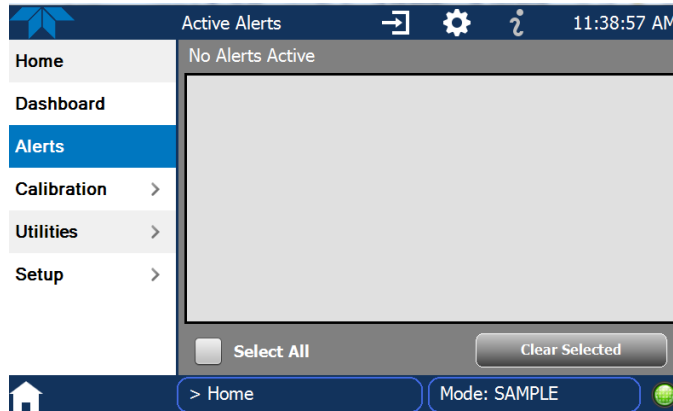 Active Alerts 11:38:57 AM
Home
No Alerts Active
Dashboard
Alerts
Calibration
Utilities
Setup
Select All
Clear Selected
> Home
Mode: SAMPLE